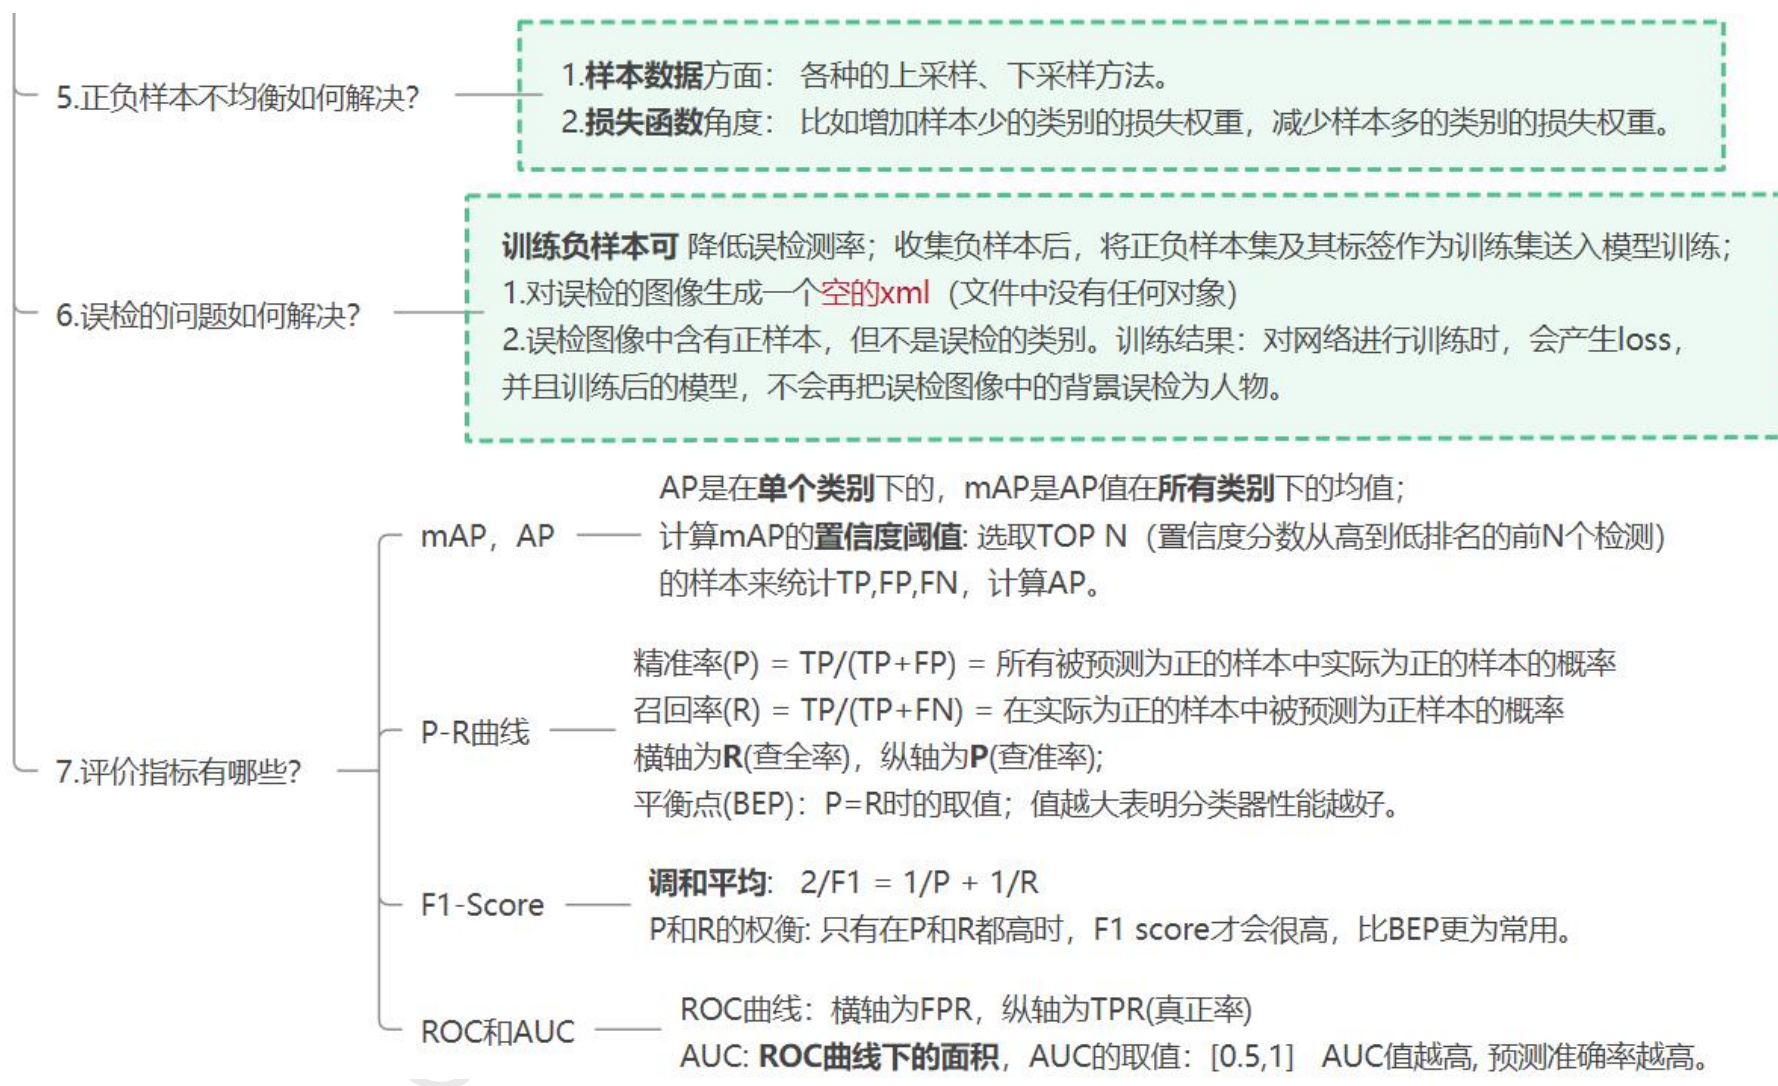 5.正负样本不均衡如何解决？
1.样本数据方面： 各种的上采样、下采样方法。
2.损失函数角度： 比如增加样本少的类别的损失权重，减少样本多的类别的损失权重。
6.误检的问题如何解决？
训练负样本可 降低误检测率；收集负样本后，将正负样本集及其标签作为训练集送入模型训练；
1.对误检的图像生成一个空的xml（文件中没有任何对象）
2.误检图像中含有正样本，但不是误检的类别。训练结果：对网络进行训练时，会产生loss，
并且训练后的模型，不会再把误检图像中的背景误检为人物。
7.评价指标有哪些？
mAP，AP
AP是在单个类别下的，mAP是AP值在所有类别下的均值；
计算mAP的置信度阈值: 选取TOP N（置信度分数从高到低排名的前N个检测）
的样本来统计TP,FP,FN，计算AP。
P-R曲线
精准率(P) = TP/(TP+FP) = 所有被预测为正的样本中实际为正的样本的概率
召回率(R) = TP/(TP+FN) = 在实际为正的样本中被预测为正样本的概率
横轴为R(查全率)，纵轴为P(查准率);
平衡点(BEP)：P=R时的取值；值越大表明分类器性能越好。
F1-Score
调和平均: 2/F1 = 1/P + 1/R
P和R的权衡: 只有在P和R都高时，F1 score才会很高，比BEP更为常用。
ROC和AUC
ROC曲线：横轴为FPR，纵轴为TPR(真正率)
AUC: ROC曲线下的面积，AUC的取值：[0.5,1] AUC值越高, 预测准确率越高。